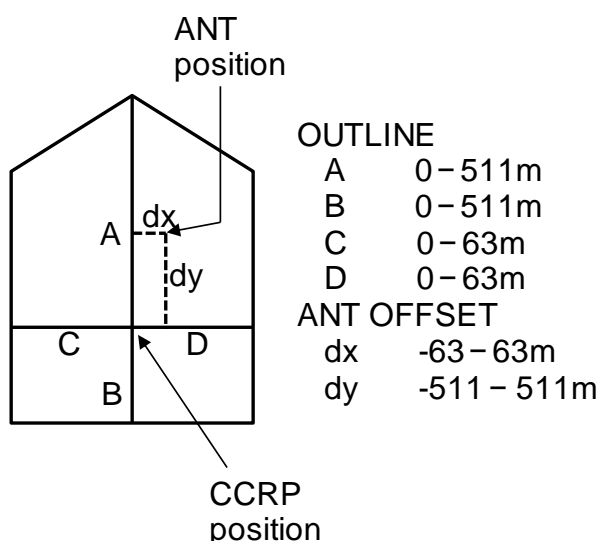 ANT
position
OUTLINE
A 0－511m
B 0－511m
C 0－63m
D 0－63m
ANT OFFSET
dx -63－63m
dy -511－511m
A
dx
dy
C
D
B
CCRP
position